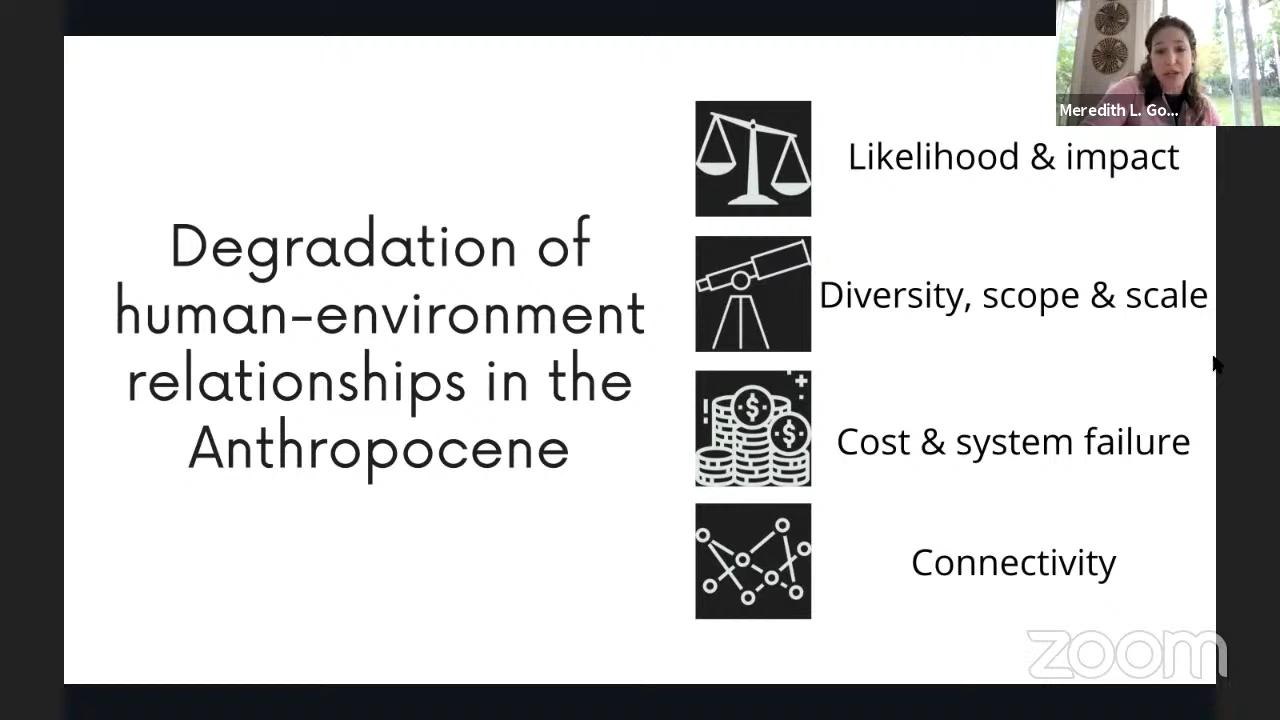 Meredith L. Go...
Degradation of
human-environment
relationships in the
Anthropocene
Likelihood & impact
Diversity, scope & scale
Cost & system failure
Connectivity
zoom